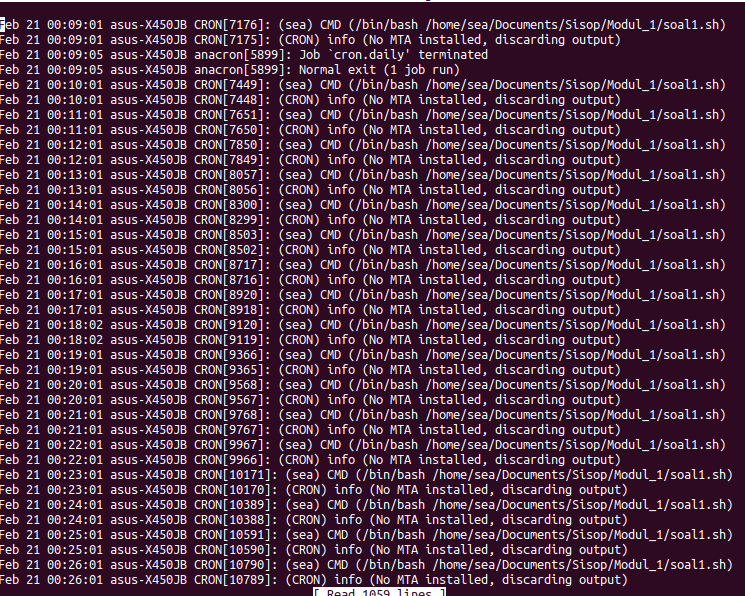 Feb 21 00:09:01 asus-X450JB CRON[7176]: (sea) CMD (/bin/bash /home/sea/Documents/Sisop/Modul_1/soal1.sh)
Feb 21 00:09:01 asus-X450JB CRON[7175]: (CRON) info (No MTA installed, discarding output)
Feb 21 00:09:05 asus-X450JB anacron[5899]: Job `cron.daily' terminated
Feb 21 00:09:05 asus-X450JB anacron[5899]: Normal exit (1 job run)
Feb 21 00:10:01 asus-X450JB CRON[7449]: (sea) CMD (/bin/bash /home/sea/Documents/Sisop/Modul_1/soal1.sh)
Feb 21 00:10:01 asus-X450JB CRON[7448]: (CRON) info (No MTA installed, discarding output)
Feb 21 00:11:01 asus-X450JB CRON[7651]: (sea) CMD (/bin/bash /home/sea/Documents/Sisop/Modul_1/soal1.sh)
Feb 21 00:11:01 asus-X450JB CRON[7650]: (CRON) info (No MTA installed, discarding output)
Feb 21 00:12:01 asus-X450JB CRON[7850]: (sea) CMD (/bin/bash /home/sea/Documents/Sisop/Modul_1/soal1.sh)
Feb 21 00:12:01 asus-X450JB CRON[7849]: (CRON) info (No MTA installed, discarding output)
Feb 21 00:13:01 asus-X450JB CRON[8057]: (sea) CMD (/bin/bash /home/sea/Documents/Sisop/Modul_1/soal1.sh)
Feb 21 00:13:01 asus-X450JB CRON[8056]: (CRON) info (No MTA installed, discarding output)
Feb 21 00:14:01 asus-X450JB CRON[8300]: (sea) CMD (/bin/bash /home/sea/Documents/Sisop/Modul_1/soal1.sh)
Feb 21 00:14:01 asus-X450JB CRON[8299]: (CRON) info (No MTA installed, discarding output)
Feb 21 00:15:01 asus-X450JB CRON[8503]: (sea) CMD (/bin/bash /home/sea/Documents/Sisop/Modul_1/soal1.sh)
Feb 21 00:15:01 asus-X450JB CRON[8502]: (CRON) info (No MTA installed, discarding output)
Feb 21 00:16:01 asus-X450JB CRON[8717]: (sea) CMD (/bin/bash /home/sea/Documents/Sisop/Modul_1/soal1.sh)
Feb 21 00:16:01 asus-X450JB CRON[8716]: (CRON) info (No MTA installed, discarding output)
Feb 21 00:17:01 asus-X450JB CRON[8920]: (sea) CMD (/bin/bash /home/sea/Documents/Sisop/Modul_1/soal1.sh)
Feb 21 00:17:01 asus-X450JB CRON[8918]: (CRON) info (No MTA installed, discarding output)
Feb 21 00:18:02 asus-X450JB CRON[9120]: (sea) CMD (/bin/bash /home/sea/Documents/Sisop/Modul_1/soal1.sh)
Feb 21 00:18:02 asus-X450JB CRON[9119]: (CRON) info (No MTA installed, discarding output)
Feb 21 00:19:01 asus-X450JB CRON[9366]: (sea) CMD (/bin/bash /home/sea/Documents/Sisop/Modul_1/soal1.sh)
Feb 21 00:19:01 asus-X450JB CRON[9365]: (CRON) info (No MTA installed, discarding output)
Feb 21 00:20:01 asus-X450JB CRON[9568]: (sea) CMD (/bin/bash /home/sea/Documents/Sisop/Modul_1/soal1.sh)
Feb 21 00:20:01 asus-X450JB CRON[9567]: (CRON) info (No MTA installed, discarding output)
Feb 21 00:21:01 asus-X450JB CRON[9768]: (sea) CMD (/bin/bash /home/sea/Documents/Sisop/Modul_1/soal1.sh)
Feb 21 00:21:01 asus-X450JB CRON[9767]: (CRON) info (No MTA installed, discarding output)
Feb 21 00:22:01 asus-X450JB CRON[9967]: (sea) CMD (/bin/bash /home/sea/Documents/Sisop/Modul_1/soal1.sh)
Feb 21 00:22:01 asus-X450JB CRON[9966]: (CRON) info (No MTA installed, discarding output)
Feb 21 00:23:01 asus-X450JB CRON[10171]: (sea) CMD (/bin/bash /home/sea/Documents/Sisop/Modul_1/soal1.sh)
Feb 21 00:23:01 asus-X450JB CRON[10170]: (CRON) info (No MTA installed, discarding output)
Feb 21 00:24:01 asus-X450JB CRON[10389]: (sea) CMD (/bin/bash /home/sea/Documents/Sisop/Modul_1/soal1.sh)
Feb 21 00:24:01 asus-X450JB CRON[10388]: (CRON) info (No MTA installed, discarding output)
Feb 21 00:25:01 asus-X450JB CRON[10591]: (sea) CMD (/bin/bash /home/sea/Documents/Sisop/Modul_1/soal1.sh)
Feb 21 00:25:01 asus-X450JB CRON[10590]: (CRON) info (No MTA installed, discarding output)
Feb 21 00:26:01 asus-X450JB CRON[10790]: (sea) CMD (/bin/bash /home/sea/Documents/Sisop/Modul_1/soal1.sh)
Feb 21 00:26:01 asus-X450JB CRON[10789]: (CRON) info (No MTA installed, discarding output)
[ Read 1059 lines ]